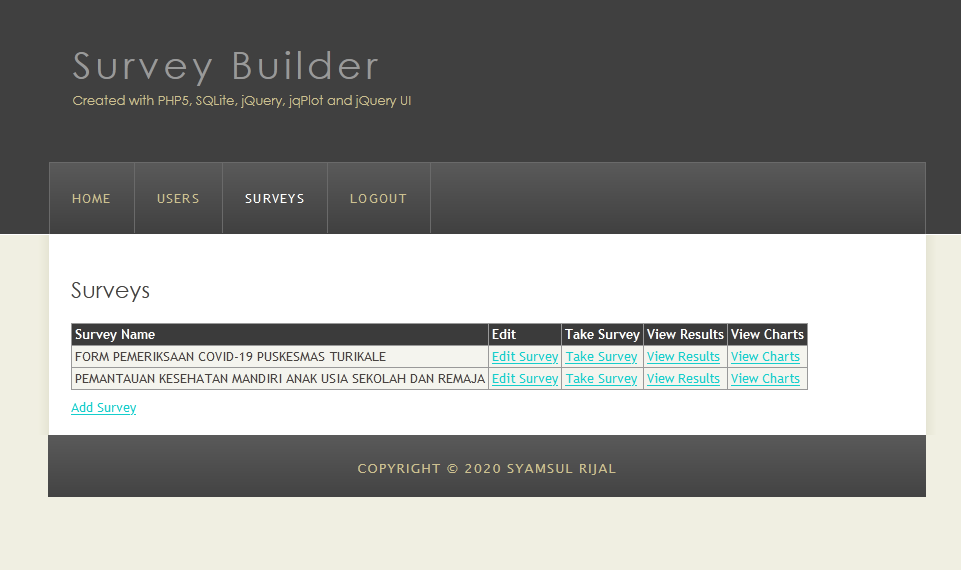 Survey Builder
Created with PHP5, SQLite, jQuery, jqPlot and jQuery UI
HOME USERS SURVEYS LOGOUT
Surveys
Survey Name Edit Take Survey View Results View Charts
FORM PEMERIKSAAN COVID-19 PUSKESMAS TURIKALE Edit Survey Take Survey View Results View Charts
PEMANTAUAN KESEHATAN MANDIRI ANAK USIA SEKOLAH DAN REMAJA Edit Survey Take Survey View Results View Charts
Add Survey
COPYRIGHT © 2020 SYAMSUL RIJAL